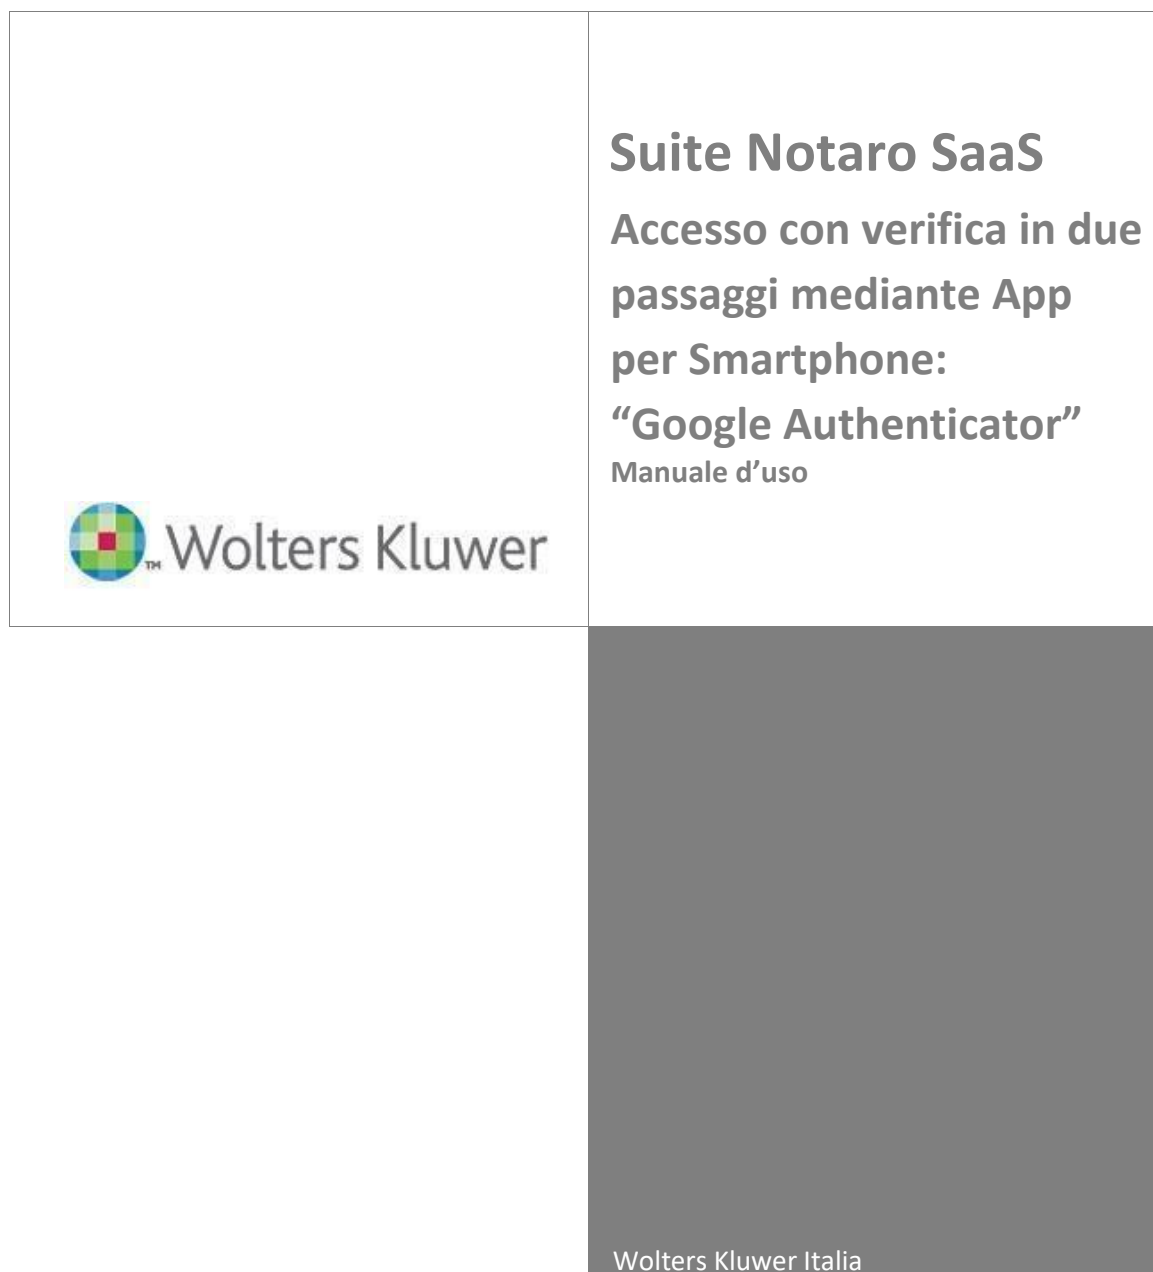 Suite Notaro SaaS
Accesso con verifica in due
passaggi mediante App
per Smartphone:
“Google Authenticator”
Manuale d’uso
TM Wolters Kluwer
Wolters Kluwer Italia